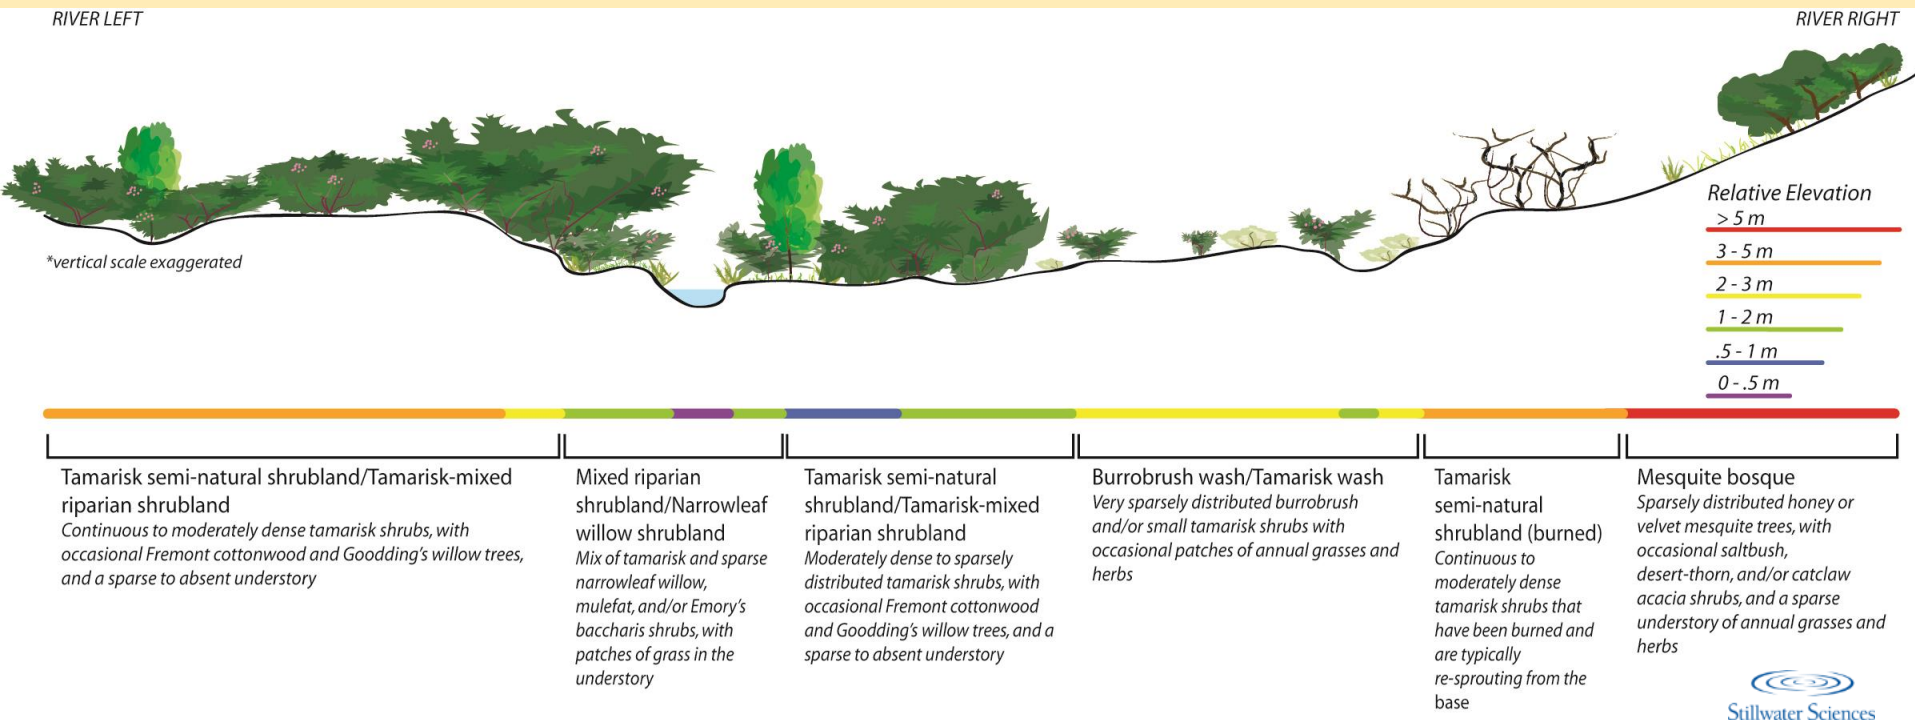 RIVER LEFT
RIVER RIGHT
*vertical scale exaggerated
Relative Elevation
> 5 m
3 - 5 m
2 - 3 m
1 - 2 m
.5 - 1 m
0 - .5 m
Tamarisk semi-natural shrubland/Tamarisk-mixed
riparian shrubland
Continuous to moderately dense tamarisk shrubs, with
occasional Fremont cottonwood and Goodding's willow trees,
and a sparse to absent understory
Mixed riparian
shrubland/Narrowleaf
willow shrubland
Mix of tamarisk and sparse
narrowleaf willow,
mulefat, and/or Emory's
baccharis shrubs, with
patches of grass in the
understory
Tamarisk semi-natural
shrubland/Tamarisk-mixed
riparian shrubland
Moderately dense to sparsely
distributed tamarisk shrubs, with
occasional Fremont cottonwood
and Goodding's willow trees, and a
sparse to absent understory
Burrobrush wash/Tamarisk wash
Very sparsely distributed burrobrush
and/or small tamarisk shrubs with
occasional patches of annual grasses and
herbs
Tamarisk
semi-natural
shrubland (burned)
Continuous to
moderately dense
tamarisk shrubs that
have been burned and
are typically
re-sprouting from the
base
Mesquite bosque
Sparsely distributed honey or
velvet mesquite trees, with
occasional saltbush,
desert-thorn, and/or catclaw
acacia shrubs, and a sparse
understory of annual grasses and
herbs
Stillwater Sciences